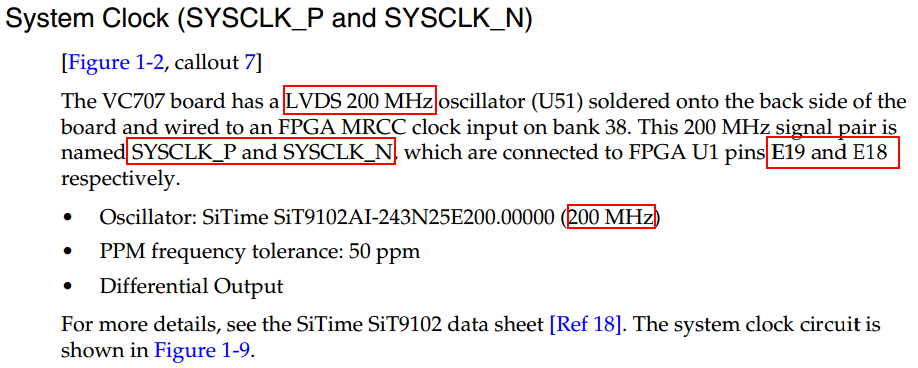 System Clock (SYSCLK_P and SYSCLK_N)
[Figure 1-2, callout 7]
The VC707 board has a LVDS 200 MHz oscillator (U51) soldered onto the back side of the
board and wired to an FPGA MRCC clock input on bank 38. This 200 MHz signal pair is
named SYSCLK_P and SYSCLK_N, which are connected to FPGA U1 pins E19 and E18
respectively.
• Oscillator: SiTime SiT9102AI-243N25E200.00000 (200 MHz)
• PPM frequency tolerance: 50 ppm
• Differential Output
For more details, see the SiTime SiT9102 data sheet [Ref 18]. The system clock circuit is
shown in Figure 1-9.